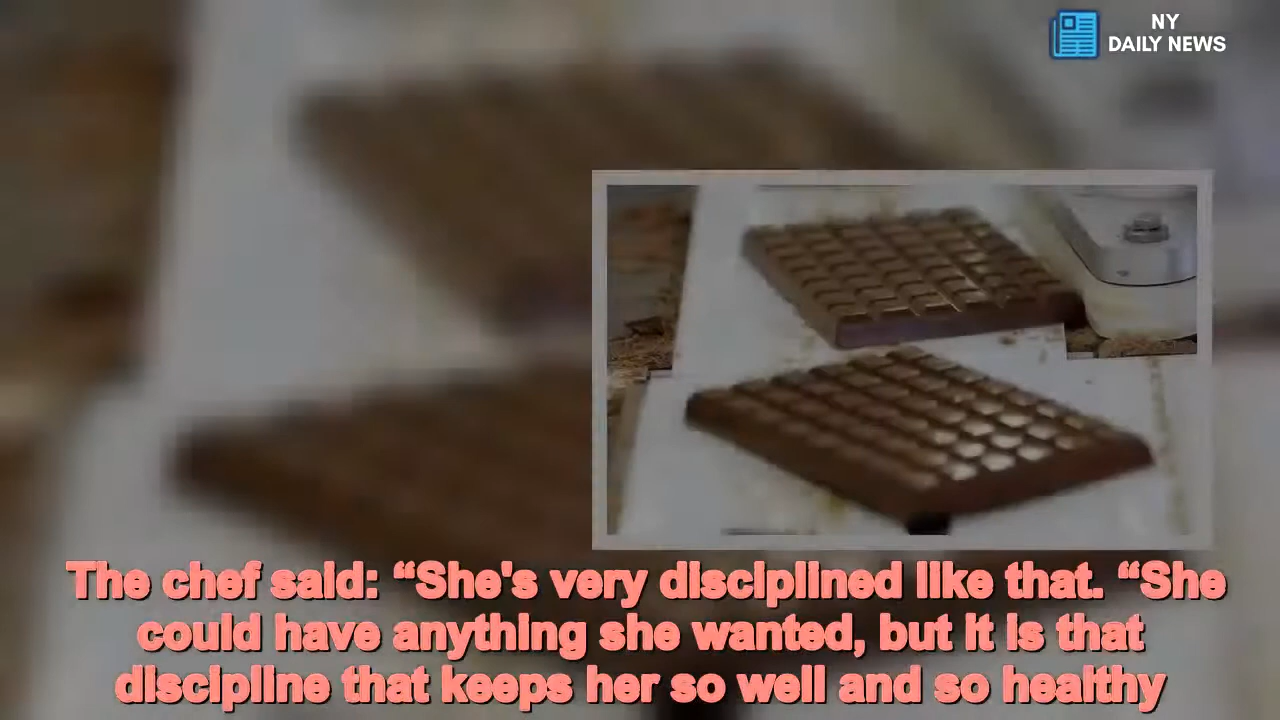 NY
DAILY NEWS
The chef said: “She's very disciplined like that. “She
could have anything she wanted, but it is that
discipline that keeps her so well and so healthy